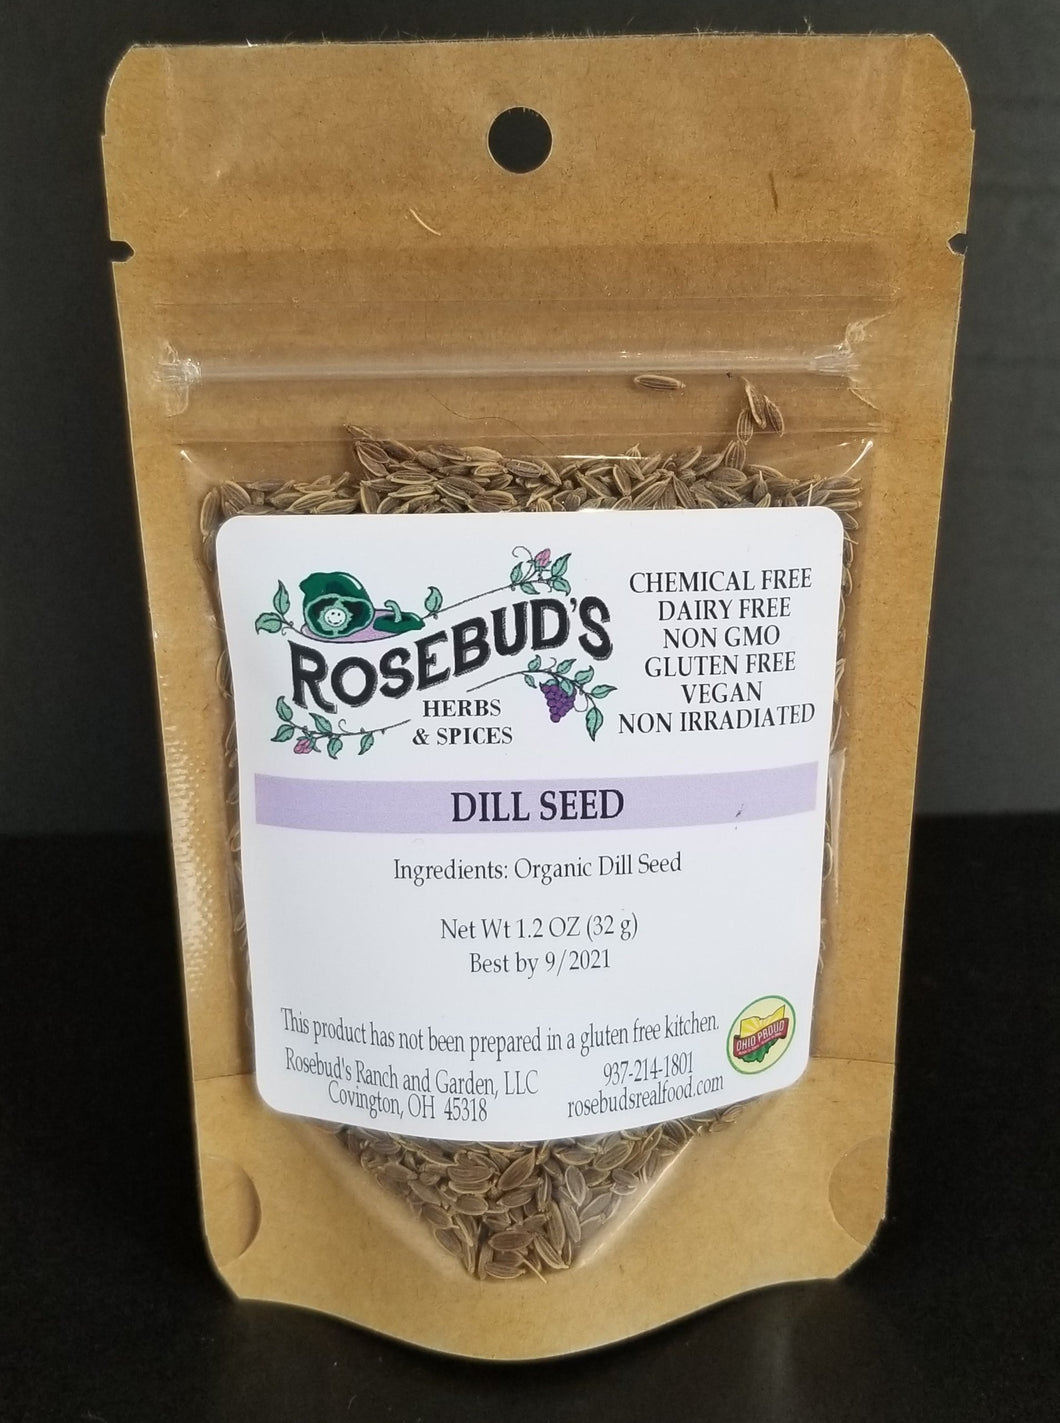 ROSEBUD'S
HERBS
& SPICES
CHEMICAL FREE
DAIRY FREE
NON GMO
GLUTEN FREE
VEGAN
NON IRRADIATED
DILL SEED
Ingredients: Organic Dill Seed
Net Wt 1.2 OZ (32 g)
Best by 9/2021
This product has not been prepared in a gluten free kitchen.
Rosebud's Ranch and Garden, LLC
Covington, OH 45318
937-214-1801
rosebudsrealfood.com
OHIO PROUD